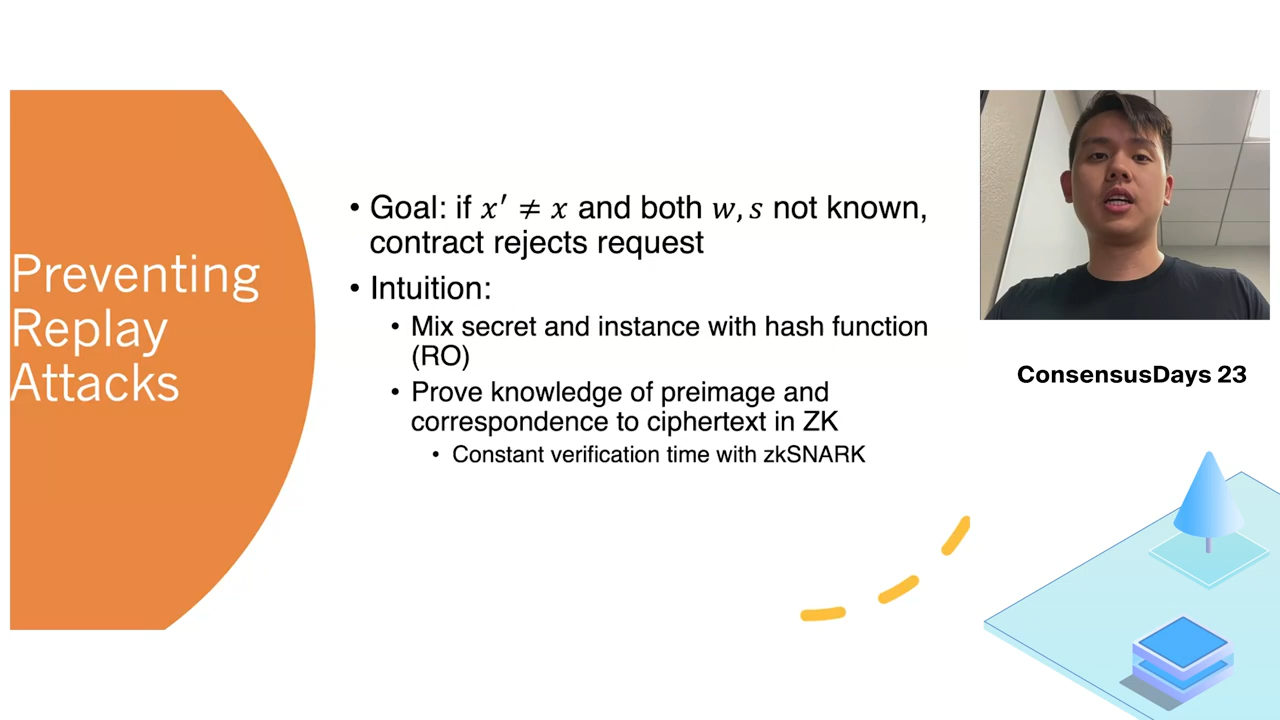 Preventing
Replay
Attacks
• Goal: if x′ ≠ x and both w, s not known,
contract rejects request
• Intuition:
• Mix secret and instance with hash function
(RO)
• Prove knowledge of preimage and
correspondence to ciphertext in ZK
• Constant verification time with zkSNARK
ConsensusDays 23